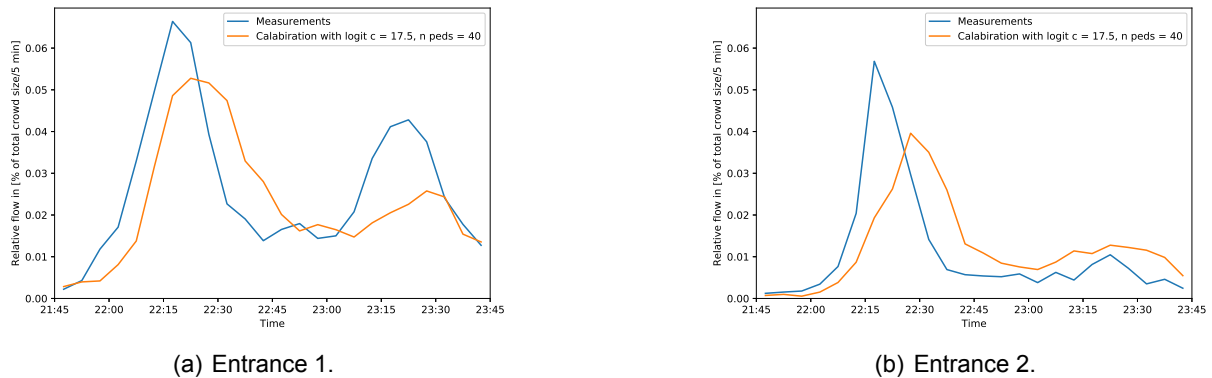 Measurements
Calabiration with logit c = 17.5, n peds = 40
Relative flow in [% of total crowd size/5 min]
0.06
0.05
0.04
0.03
0.02
0.01
0.00
21:45 22:00 22:15 22:30 22:45 23:00 23:15 23:30 23:45
Time
(a) Entrance 1.
Measurements
Calabiration with logit c = 17.5, n peds = 40
Relative flow in [% of total crowd size/5 min]
0.06
0.05
0.04
0.03
0.02
0.01
0.00
21:45 22:00 22:15 22:30 22:45 23:00 23:15 23:30 23:45
Time
(b) Entrance 2.